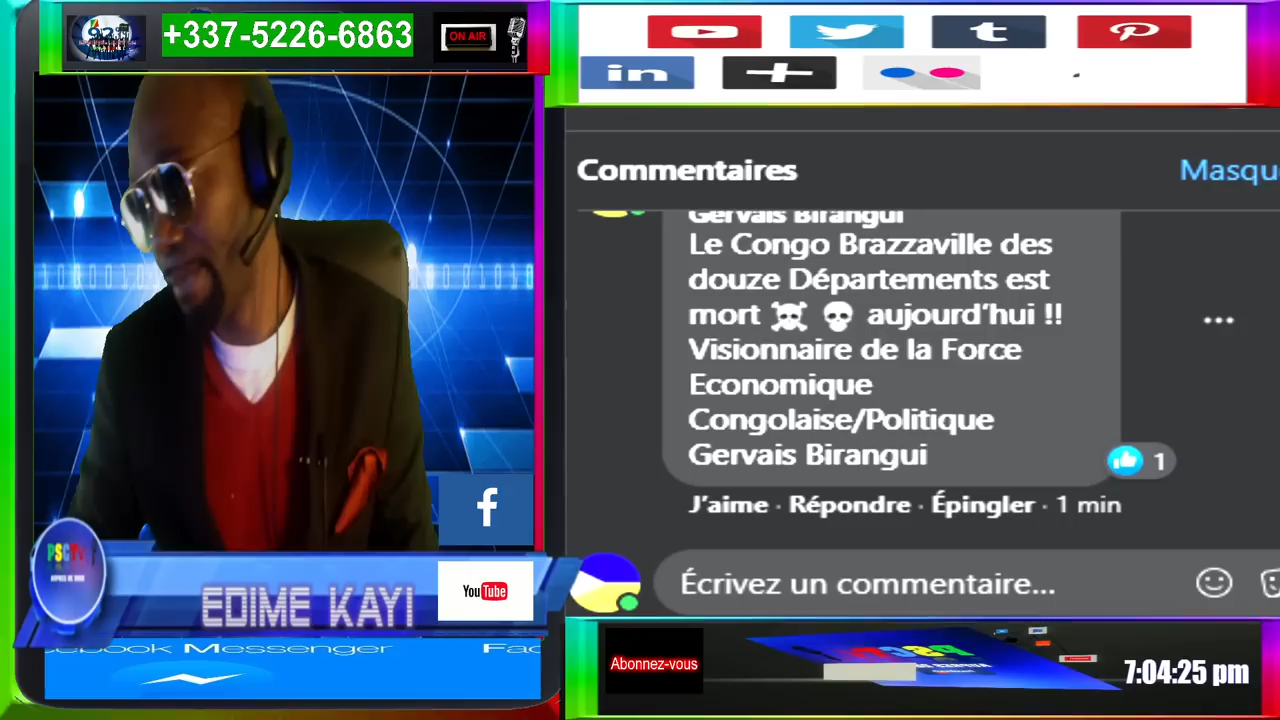 +337-5226-6863
ON AIR
Commentaires
Masqu
Gervais Birangui
Le Congo Brazzaville des
douze Départements est
mort ☠ 💀 aujourd'hui !!
Visionnaire de la Force
Economique
Congolaise/Politique
Gervais Birangui
1
J'aime · Répondre · Épingler · 1 min
Écrivez un commentaire...
EDIME KAYI
YouTube
Messenger
Abonnez-vous
7:04:25 pm